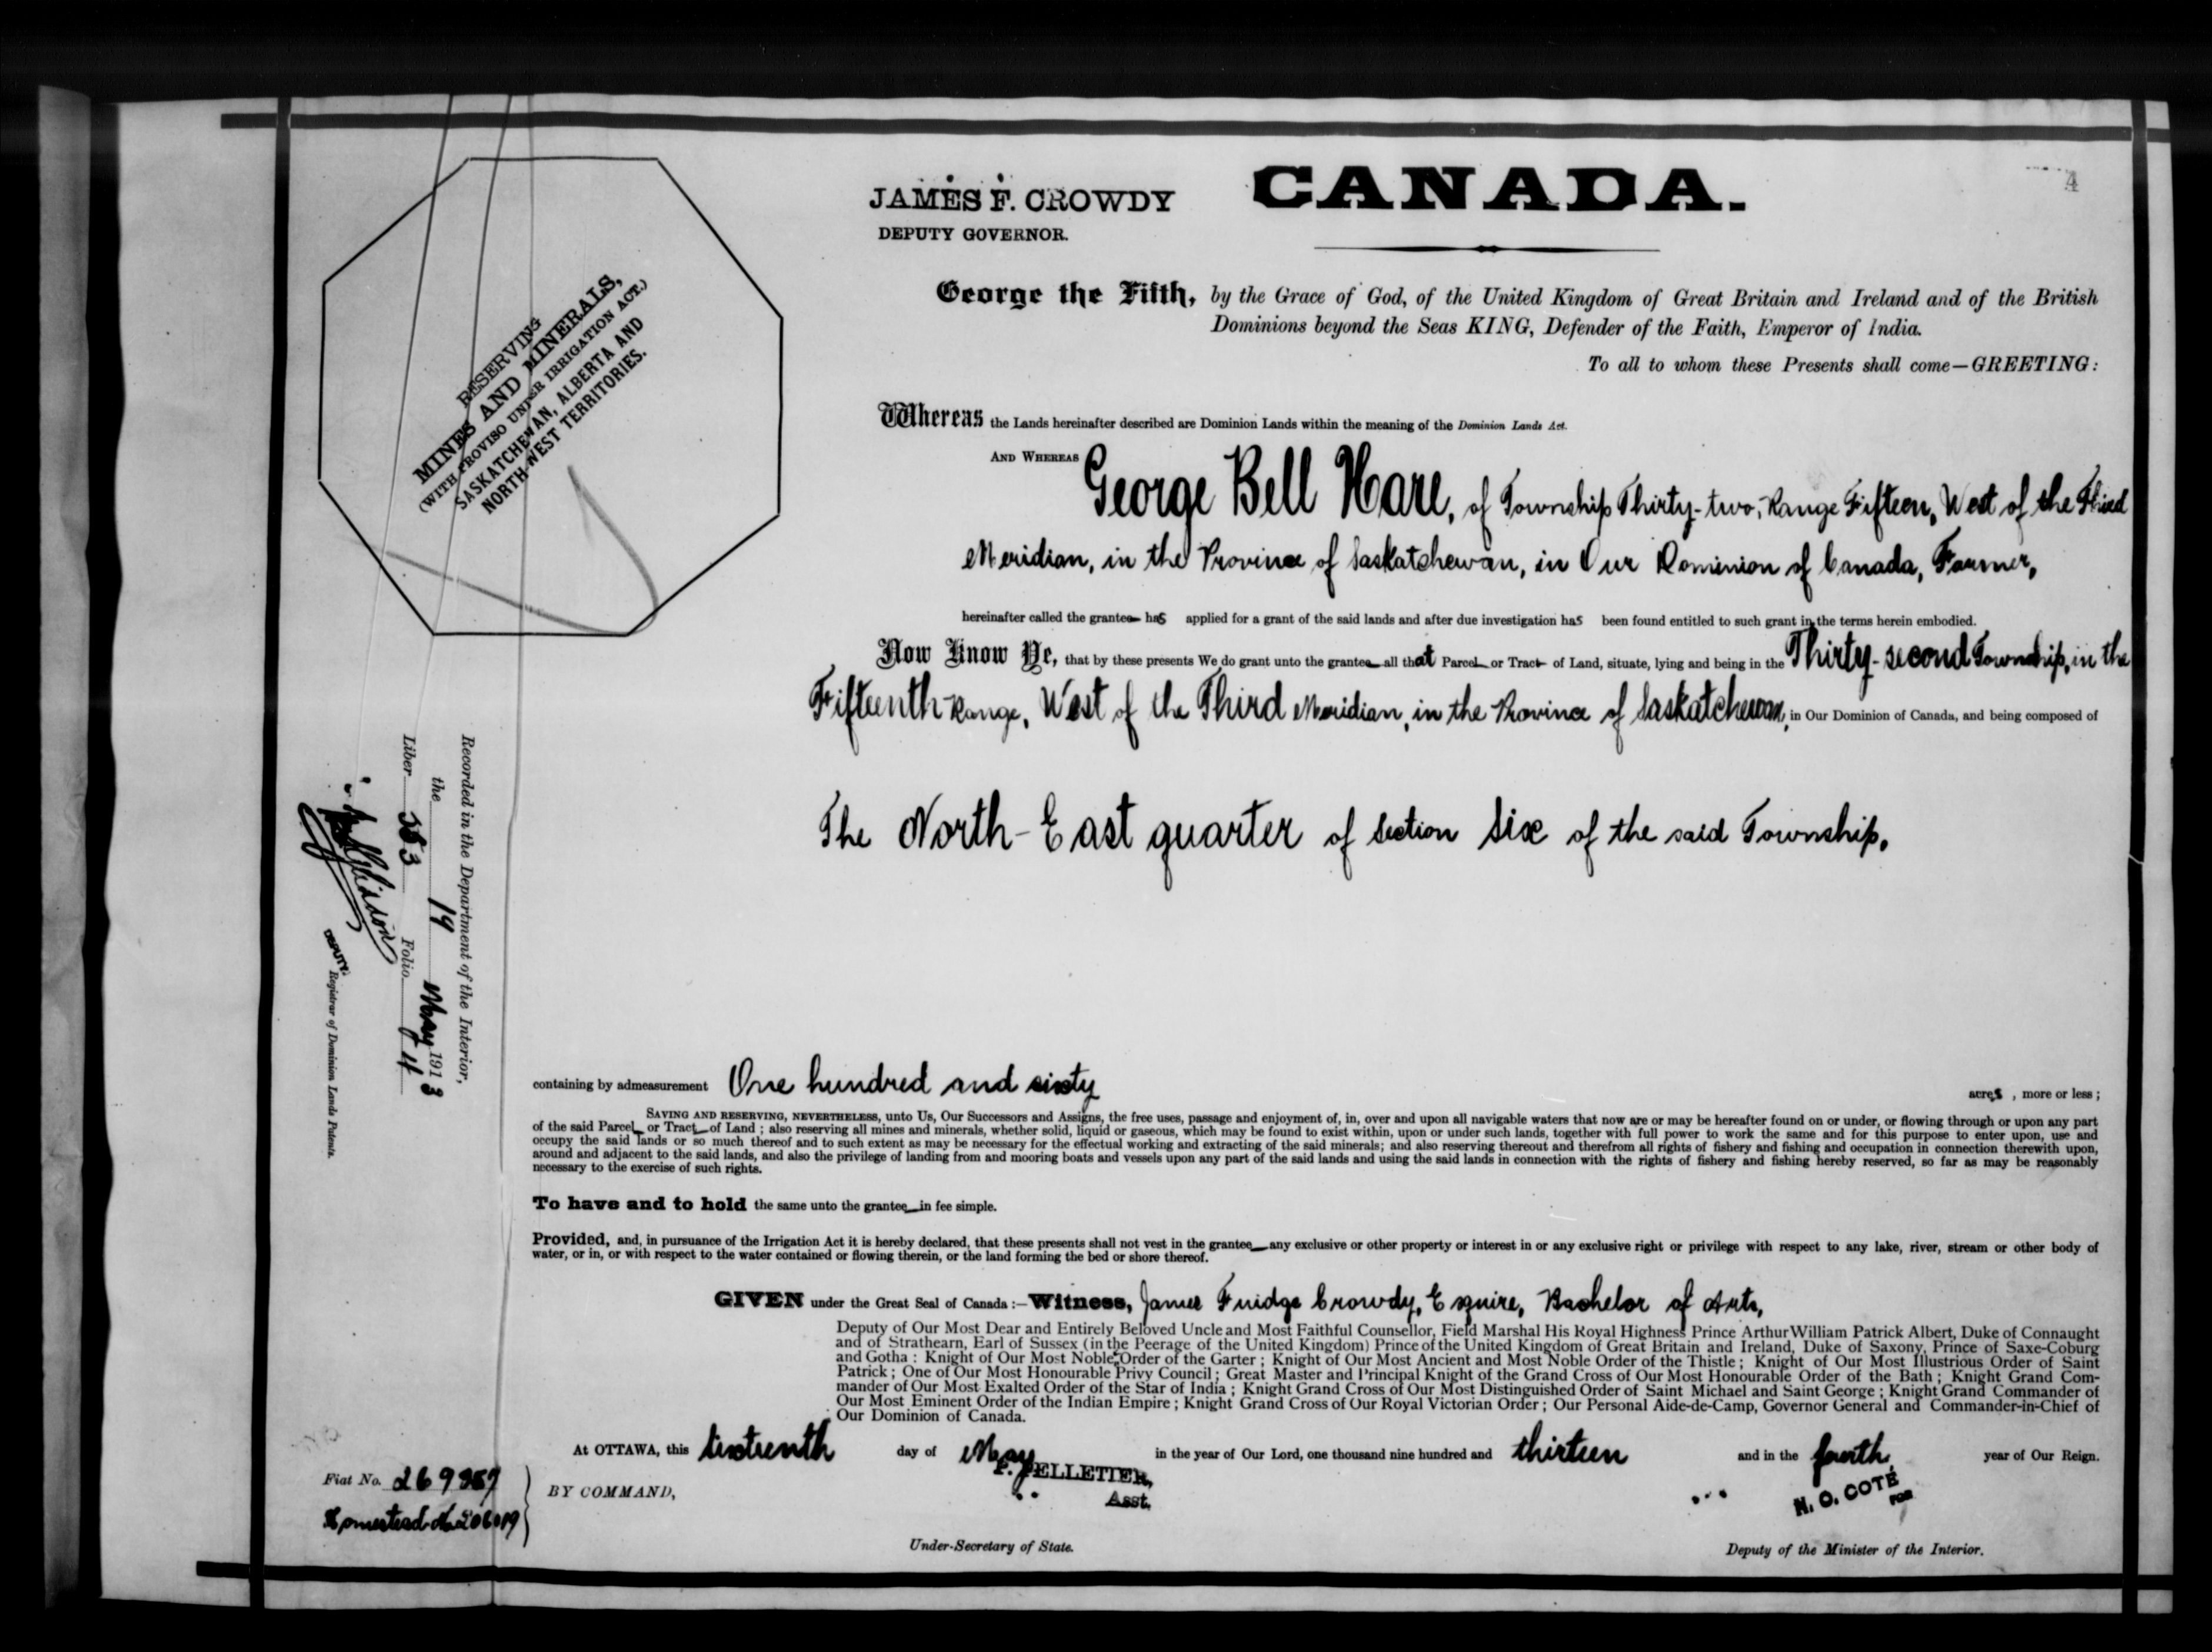 4
CANADA.
JAMES F. CROWDY
DEPUTY GOVERNOR.
RESERVING
MINES AND MINERALS,
(WITH PROVISO UNDER IRRIGATION ACT.)
SASKATCHEWAN, ALBERTA AND
NORTH WEST TERRITORIES.
George the Fifth, by the Grace of God, of the United Kingdom of Great Britain and Ireland and of the British
Dominions beyond the Seas KING, Defender of the Faith, Emperor of India.
To all to whom these Presents shall come—GREETING:
Whereas the Lands hereinafter described are Dominion Lands within the meaning of the Dominion Lands Act.
AND WHEREAS George Bell Hare, of Township Thirty-two, Range Fifteen, West of the Third
Meridian, in the Province of Saskatchewan, in Our Dominion of Canada, Farmer,
hereinafter called the grantee has applied for a grant of the said lands and after due investigation has been found entitled to such grant in the terms herein embodied.
Now Know Ye, that by these presents We do grant unto the grantee all that Parcel or Tract of Land, situate, lying and being in the Thirty-second Township, in the
Fifteenth Range, West of the Third Meridian, in the Province of Saskatchewan, in Our Dominion of Canada, and being composed of
The North-East quarter of Section Six of the said Township.
Recorded in the Department of the Interior,
the 19 May 1913
Liber Folio 4
DEPUTY Registrar of Dominion Lands Patents.
containing by admeasurement One hundred and sixty acres , more or less ;
SAVING AND RESERVING, NEVERTHELESS, unto Us, Our Successors and Assigns, the free uses, passage and enjoyment of, in, over and upon all navigable waters that now are or may be hereafter found on or under, or flowing through or upon any part
of the said Parcel or Tract of Land ; also reserving all mines and minerals, whether solid, liquid or gaseous, which may be found to exist within, upon or under such lands, together with full power to work the same and for this purpose to enter upon, use and
occupy the said lands or so much thereof and to such extent as may be necessary for the effectual working and extracting of the said minerals; and also reserving thereout and therefrom all rights of fishery and fishing and occupation in connection therewith upon,
around and adjacent to the said lands, and also the privilege of landing from and mooring boats and vessels upon any part of the said lands and using the said lands in connection with the rights of fishery and fishing hereby reserved, so far as may be reasonably
necessary to the exercise of such rights.
To have and to hold the same unto the grantee in fee simple.
Provided, and, in pursuance of the Irrigation Act it is hereby declared, that these presents shall not vest in the grantee any exclusive or other property or interest in or any exclusive right or privilege with respect to any lake, river, stream or other body of
water, or in, or with respect to the water contained or flowing therein, or the land forming the bed or shore thereof.
GIVEN under the Great Seal of Canada :— Witness, James Fuidge Crowdy, Esquire, Bachelor of Arts,
Deputy of Our Most Dear and Entirely Beloved Uncle and Most Faithful Counsellor, Field Marshal His Royal Highness Prince Arthur William Patrick Albert, Duke of Connaught
and of Strathearn, Earl of Sussex (in the Peerage of the United Kingdom) Prince of the United Kingdom of Great Britain and Ireland, Duke of Saxony, Prince of Saxe-Coburg
and Gotha : Knight of Our Most Noble Order of the Garter ; Knight of Our Most Ancient and Most Noble Order of the Thistle ; Knight of Our Most Illustrious Order of Saint
Patrick ; One of Our Most Honourable Privy Council ; Great Master and Principal Knight of the Grand Cross of Our Most Honourable Order of the Bath ; Knight Grand Com-
mander of Our Most Exalted Order of the Star of India ; Knight Grand Cross of Our Most Distinguished Order of Saint Michael and Saint George ; Knight Grand Commander of
Our Most Eminent Order of the Indian Empire ; Knight Grand Cross of Our Royal Victorian Order ; Our Personal Aide-de-Camp, Governor General and Commander-in-Chief of
Our Dominion of Canada.
At OTTAWA, this sixteenth day of May in the year of Our Lord, one thousand nine hundred and thirteen and in the fourth year of Our Reign.
Fiat No.
Homestead
BY COMMAND,
P. PELLETIER,
Asst.
N. O. COTÉ
FOR
Under-Secretary of State.
Deputy of the Minister of the Interior.